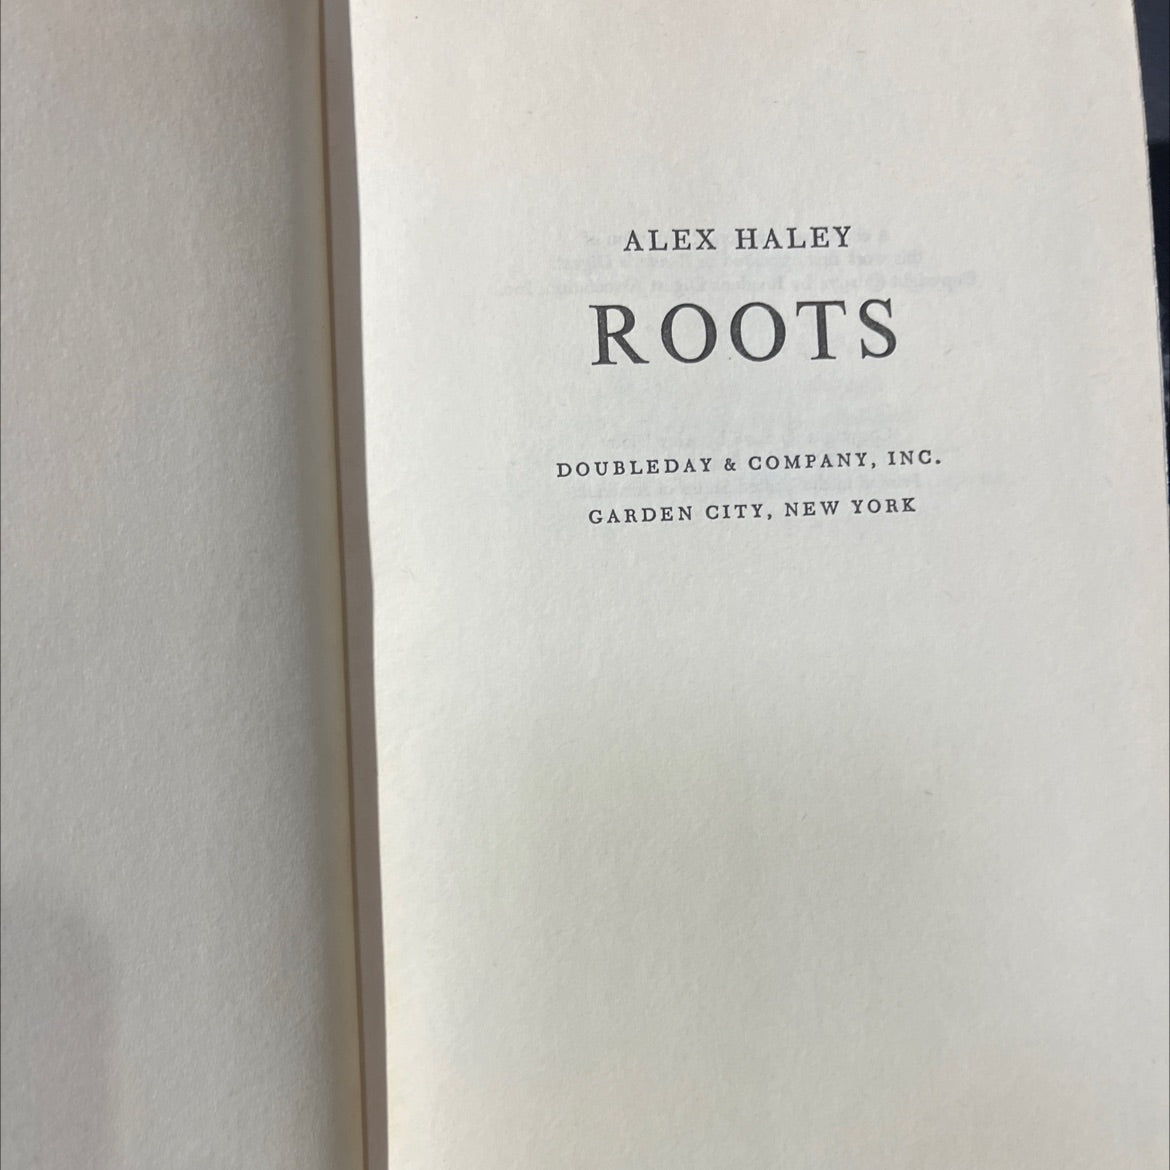 ALEX HALEY
ROOTS
DOUBLEDAY & COMPANY, INC.
GARDEN CITY, NEW YORK